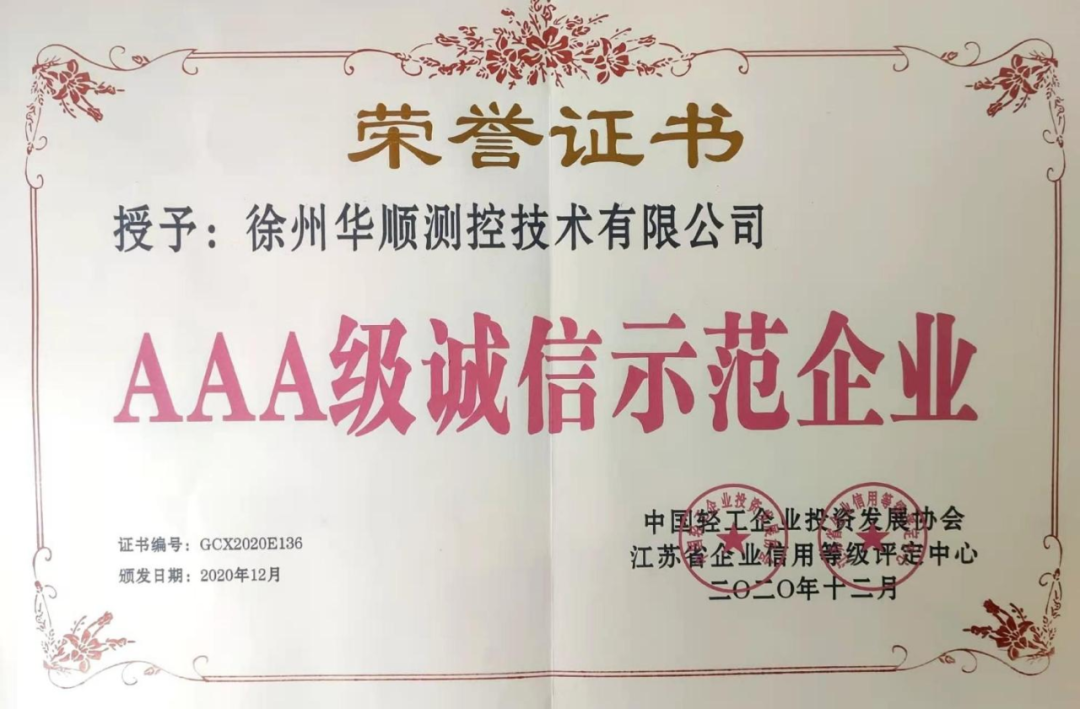 荣誉证书
授予：徐州华顺测控技术有限公司
AAA级诚信示范企业
证书编号：GCX2020E136
颁发日期：2020年12月
中国轻工企业投资发展协会
江苏省企业信用等级评定中心
二〇二〇年十二月